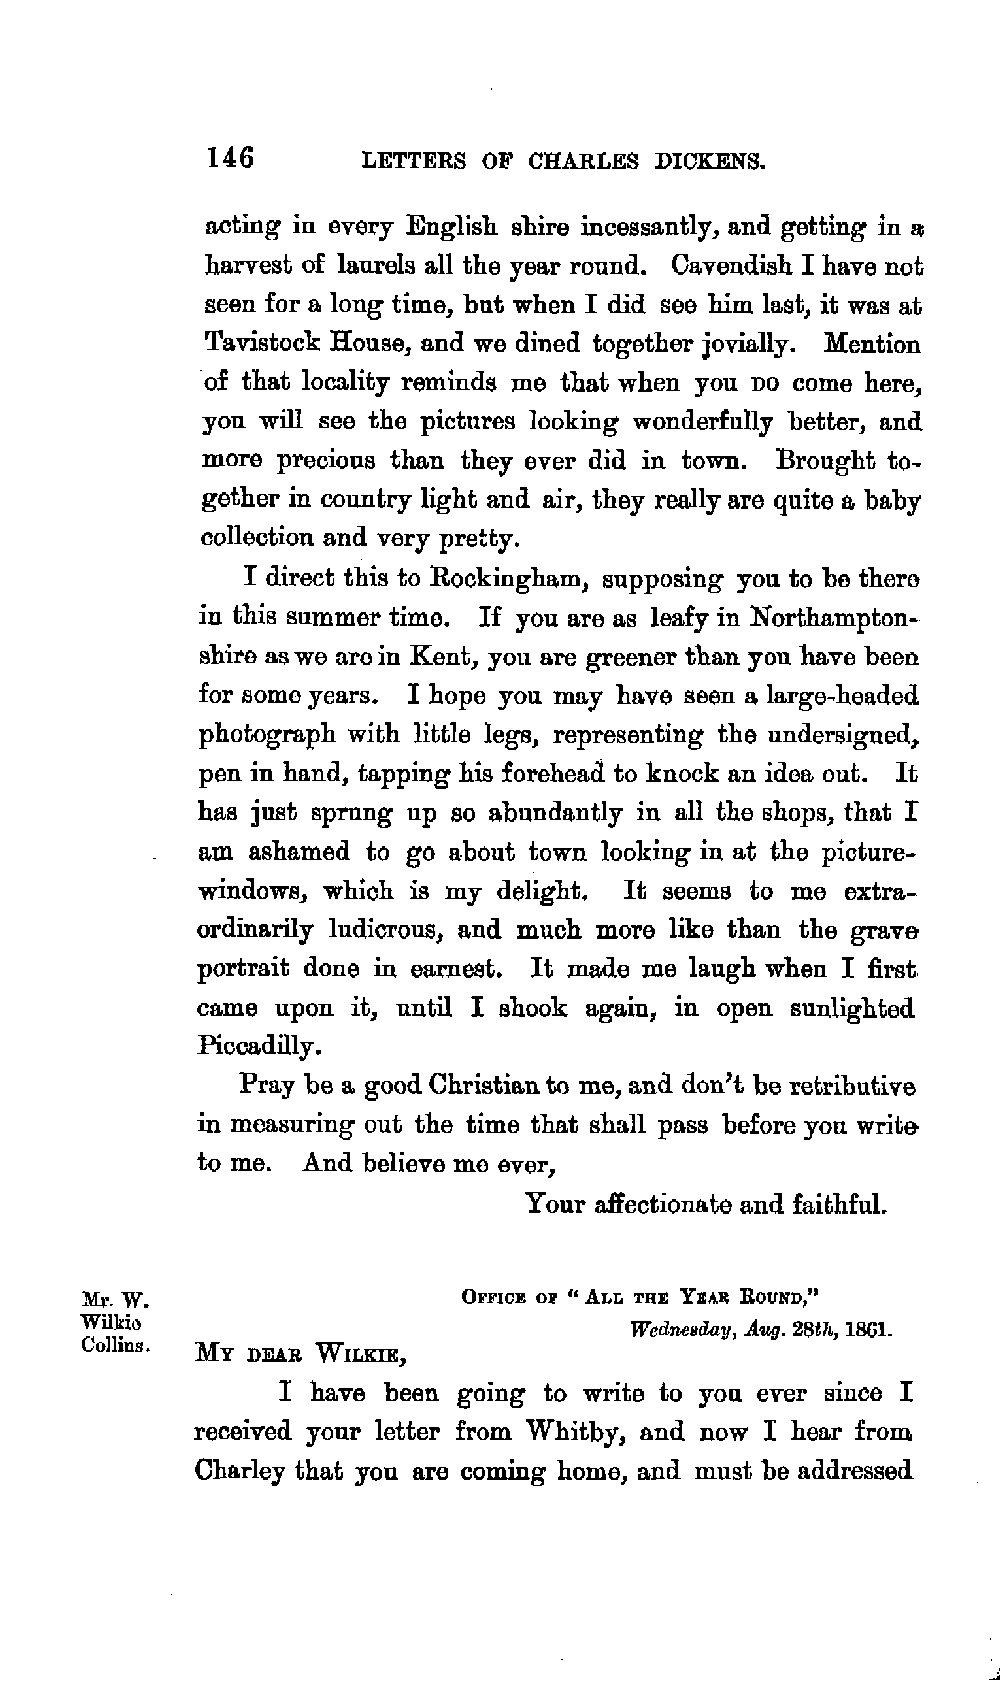 146 LETTERS OF CHARLES DICKENS.
acting in every English shire incessantly, and getting in a
harvest of laurels all the year round. Cavendish I have not
seen for a long time, but when I did see him last, it was at
Tavistock House, and we dined together jovially. Mention
of that locality reminds me that when you DO come here,
you will see the pictures looking wonderfully better, and
more precious than they ever did in town. Brought to-
gether in country light and air, they really are quite a baby
collection and very pretty.
I direct this to Rockingham, supposing you to be there
in this summer time. If you are as leafy in Northampton-
shire as we are in Kent, you are greener than you have been
for some years. I hope you may have seen a large-headed
photograph with little legs, representing the undersigned,
pen in hand, tapping his forehead to knock an idea out. It
has just sprung up so abundantly in all the shops, that I
am ashamed to go about town looking in at the picture-
windows, which is my delight. It seems to me extra-
ordinarily ludicrous, and much more like than the grave
portrait done in earnest. It made me laugh when I first
came upon it, until I shook again, in open sunlighted
Piccadilly.
Pray be a good Christian to me, and don't be retributive
in measuring out the time that shall pass before you write
to me. And believe me ever,
Your affectionate and faithful.
Mr. W.
Wilkie
Collins.
OFFICE OF "ALL THE YEAR ROUND,"
Wednesday, Aug. 28th, 1861.
MY DEAR WILKIE,
I have been going to write to you ever since I
received your letter from Whitby, and now I hear from
Charley that you are coming home, and must be addressed